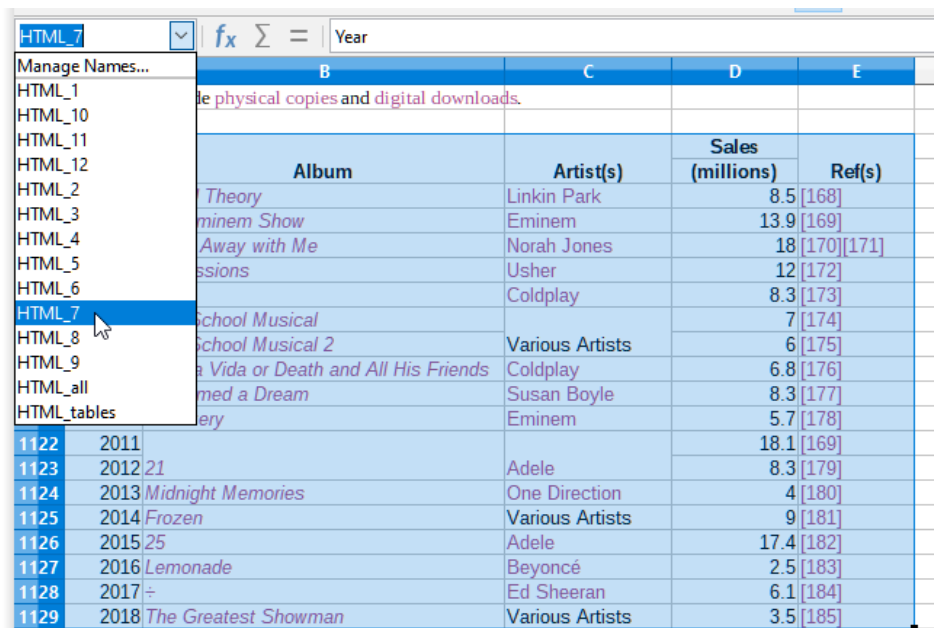 HTML_7 fx Σ = Year
Manage Names...
HTML_1
HTML_10
HTML_11
HTML_12
HTML_2
HTML_3
HTML_4
HTML_5
HTML_6
HTML_7
HTML_8
HTML_9
HTML_all
HTML_tables
B C D E
physical copies and digital downloads.
Sales
Album Artist(s) (millions) Ref(s)
Theory Linkin Park 8.5 [168]
Show Eminem 13.9 [169]
Away with Me Norah Jones 18 [170][171]
Usher 12 [172]
Coldplay 8.3 [173]
School Musical 7 [174]
School Musical 2 Various Artists 6 [175]
Vida or Death and All His Friends Coldplay 6.8 [176]
a Dream Susan Boyle 8.3 [177]
Eminem 5.7 [178]
1122 2011 18.1 [169]
1123 2012 21 Adele 8.3 [179]
1124 2013 Midnight Memories One Direction 4 [180]
1125 2014 Frozen Various Artists 9 [181]
1126 2015 25 Adele 17.4 [182]
1127 2016 Lemonade Beyoncé 2.5 [183]
1128 2017 ÷ Ed Sheeran 6.1 [184]
1129 2018 The Greatest Showman Various Artists 3.5 [185]